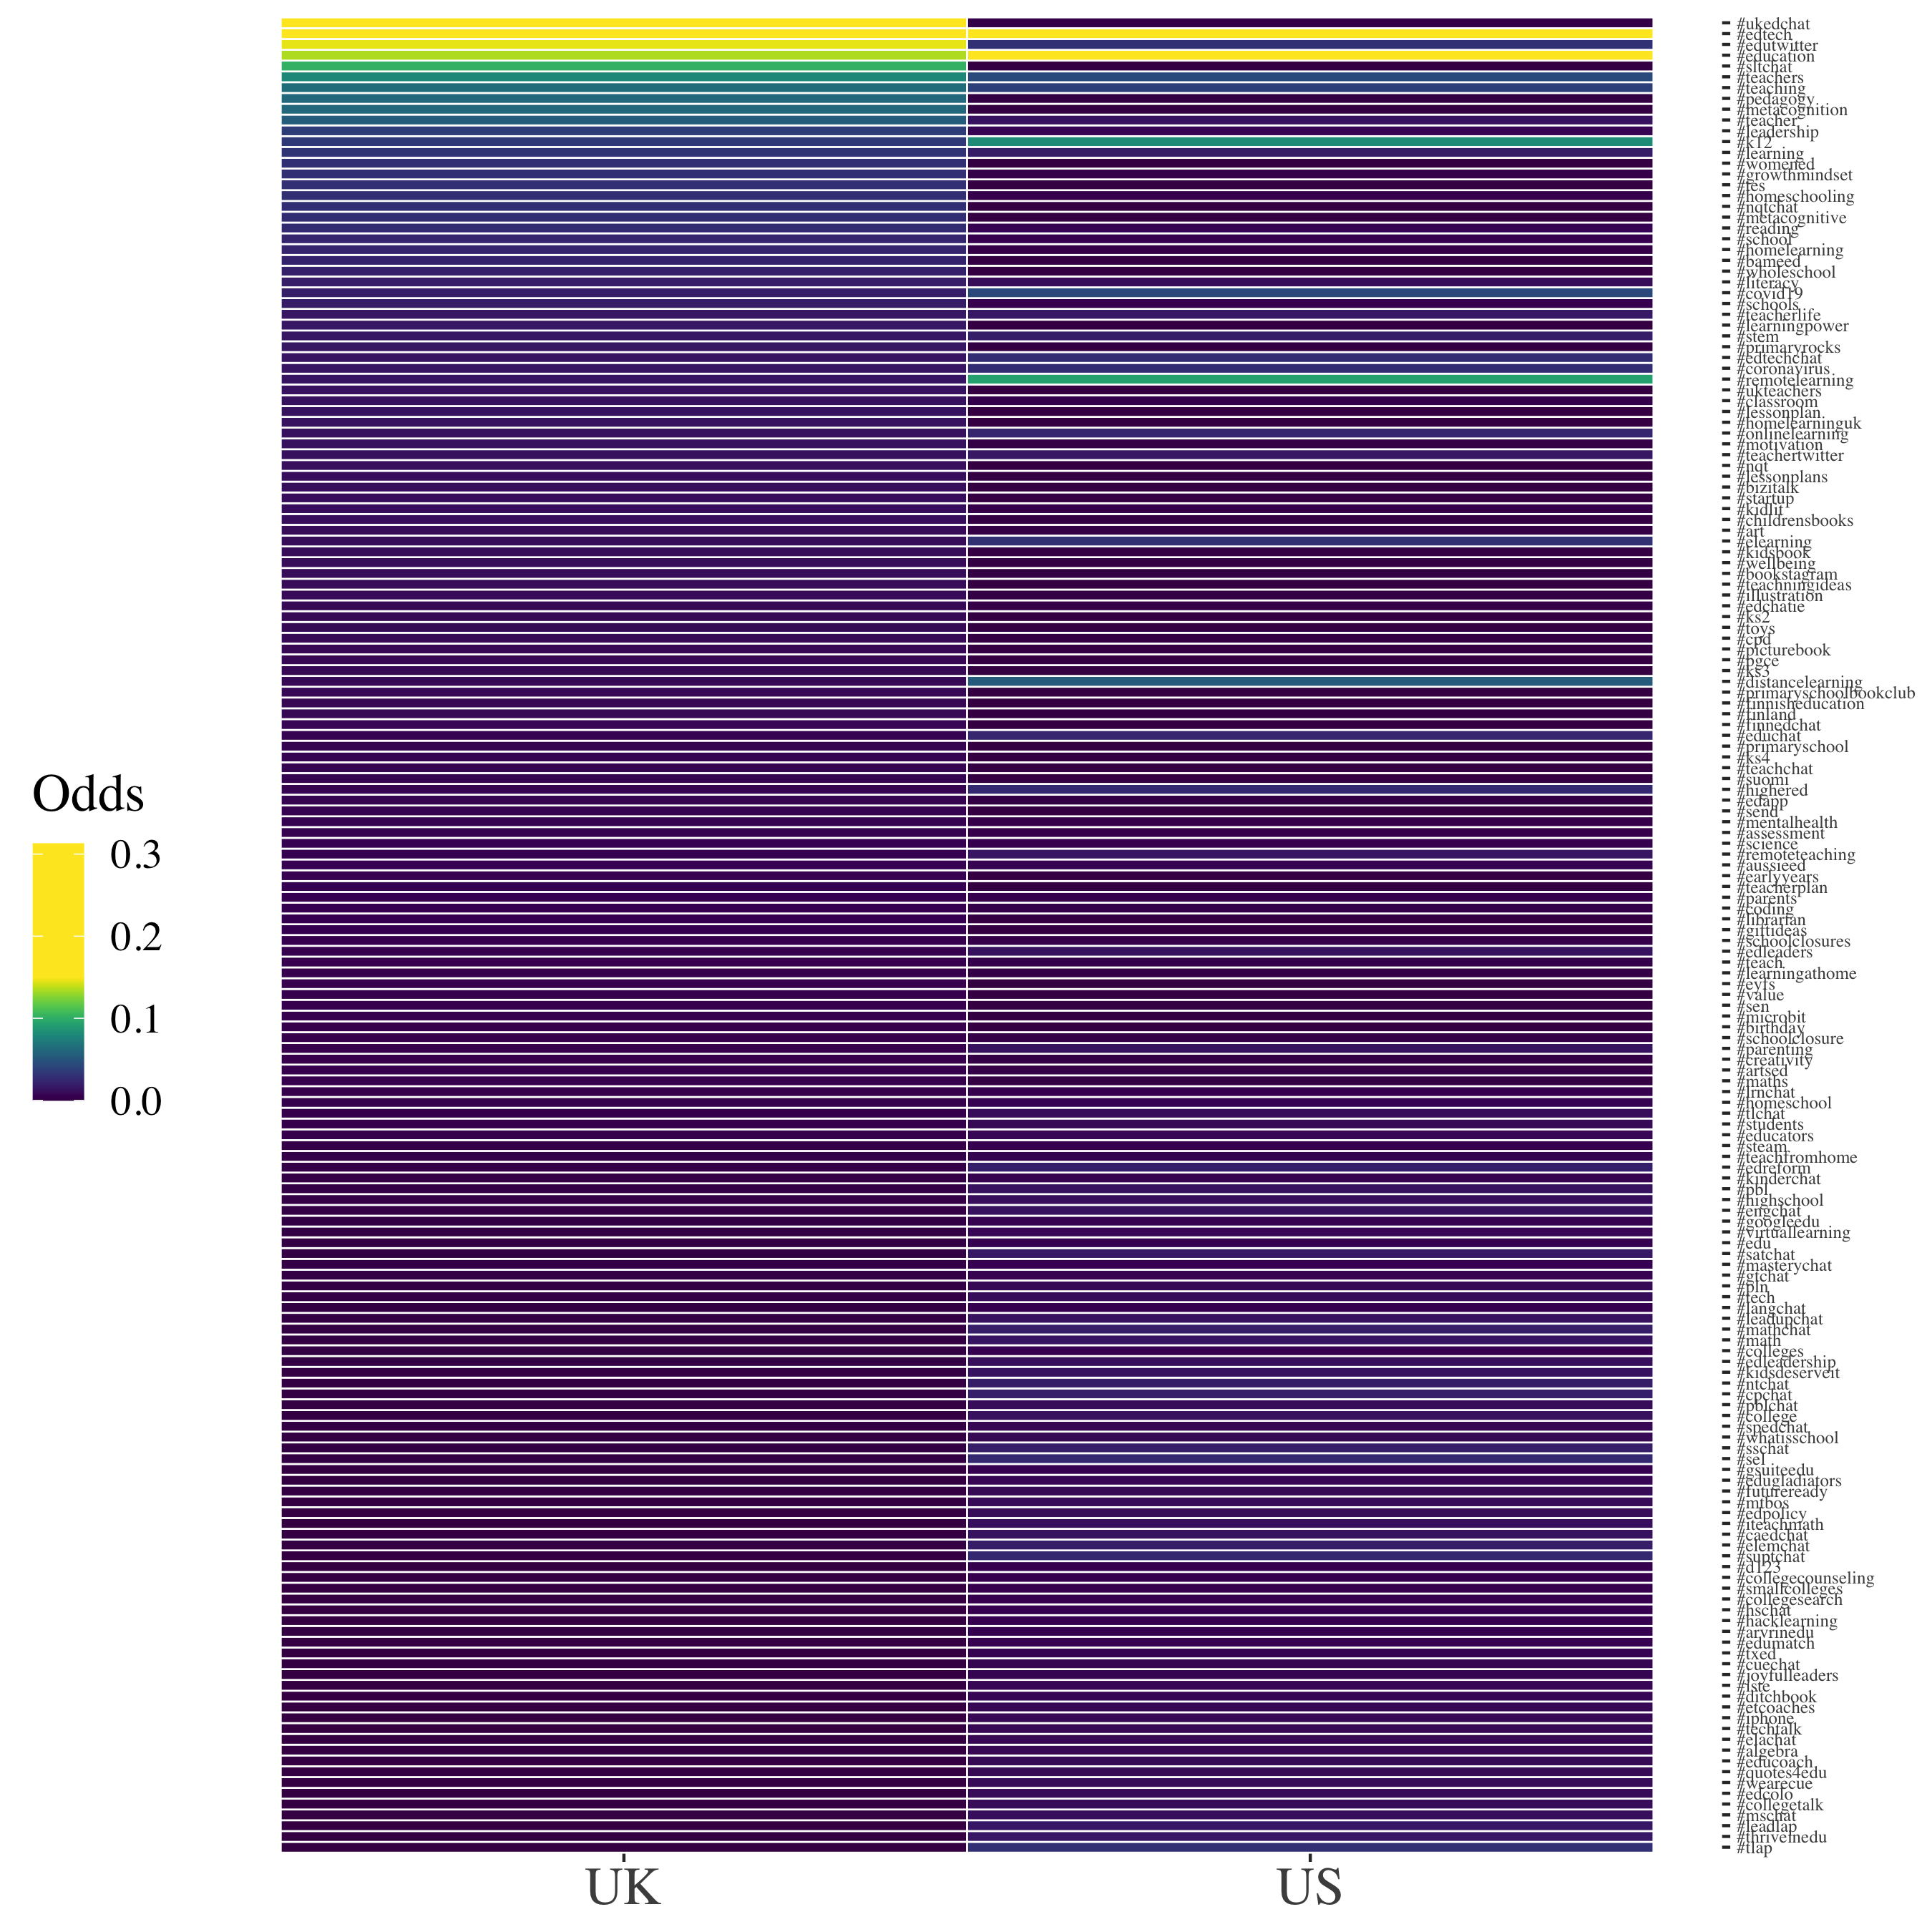 Odds
0.3
0.2
0.1
0.0
UK
US
#ukedchat
#edtech
#edutwitter
#education
#sltchat
#teachers
#teaching
#pedagogy
#metacognition
#teacher
#leadership
#k12
#learning
#womened
#growthmindset
#tes
#homeschooling
#nqtchat
#metacognitive
#reading
#school
#homelearning
#bameed
#wholeschool
#literacy
#covid19
#schools
#teacherlife
#learningpower
#stem
#primaryrocks
#edtechchat
#coronavirus
#remotelearning
#ukteachers
#classroom
#lessonplan
#homelearninguk
#onlinelearning
#motivation
#teachertwitter
#nqt
#lessonplans
#bizitalk
#startup
#kidlit
#childrensbooks
#art
#elearning
#kidsbook
#wellbeing
#bookstagram
#teachningideas
#illustration
#edchatie
#ks2
#toys
#cpd
#picturebook
#pgce
#ks3
#distancelearning
#primaryschoolbookclub
#finnisheducation
#finland
#finnedchat
#educhat
#primaryschool
#ks4
#teachchat
#suomi
#highered
#edapp
#send
#mentalhealth
#assessment
#science
#remoteteaching
#aussieed
#earlyyears
#teacherplan
#parents
#coding
#librarian
#giftideas
#schoolclosures
#edleaders
#teach
#learningathome
#eyfs
#value
#sen
#microbit
#birthday
#schoolclosure
#parenting
#creativity
#artsed
#maths
#lrnchat
#homeschool
#tlchat
#students
#educators
#steam
#teachfromhome
#edreform
#kinderchat
#pbl
#highschool
#engchat
#googleedu
#virtuallearning
#edu
#satchat
#masterychat
#gtchat
#pln
#tech
#langchat
#leadupchat
#mathchat
#math
#colleges
#edleadership
#kidsdeserveit
#ntchat
#cpchat
#pblchat
#college
#spedchat
#whatisschool
#sschat
#sel
#gsuiteedu
#edugladiators
#futureready
#mtbos
#edpolicy
#iteachmath
#caedchat
#elemchat
#suptchat
#d123
#collegecounseling
#smallcolleges
#collegesearch
#hschat
#hacklearning
#arvrinedu
#edumatch
#txed
#cuechat
#joyfulleaders
#iste
#ditchbook
#etcoaches
#iphone
#techtalk
#elachat
#algebra
#educoach
#quotes4edu
#wearecue
#edcolo
#collegetalk
#mschat
#leadlap
#thriveinedu
#tlap